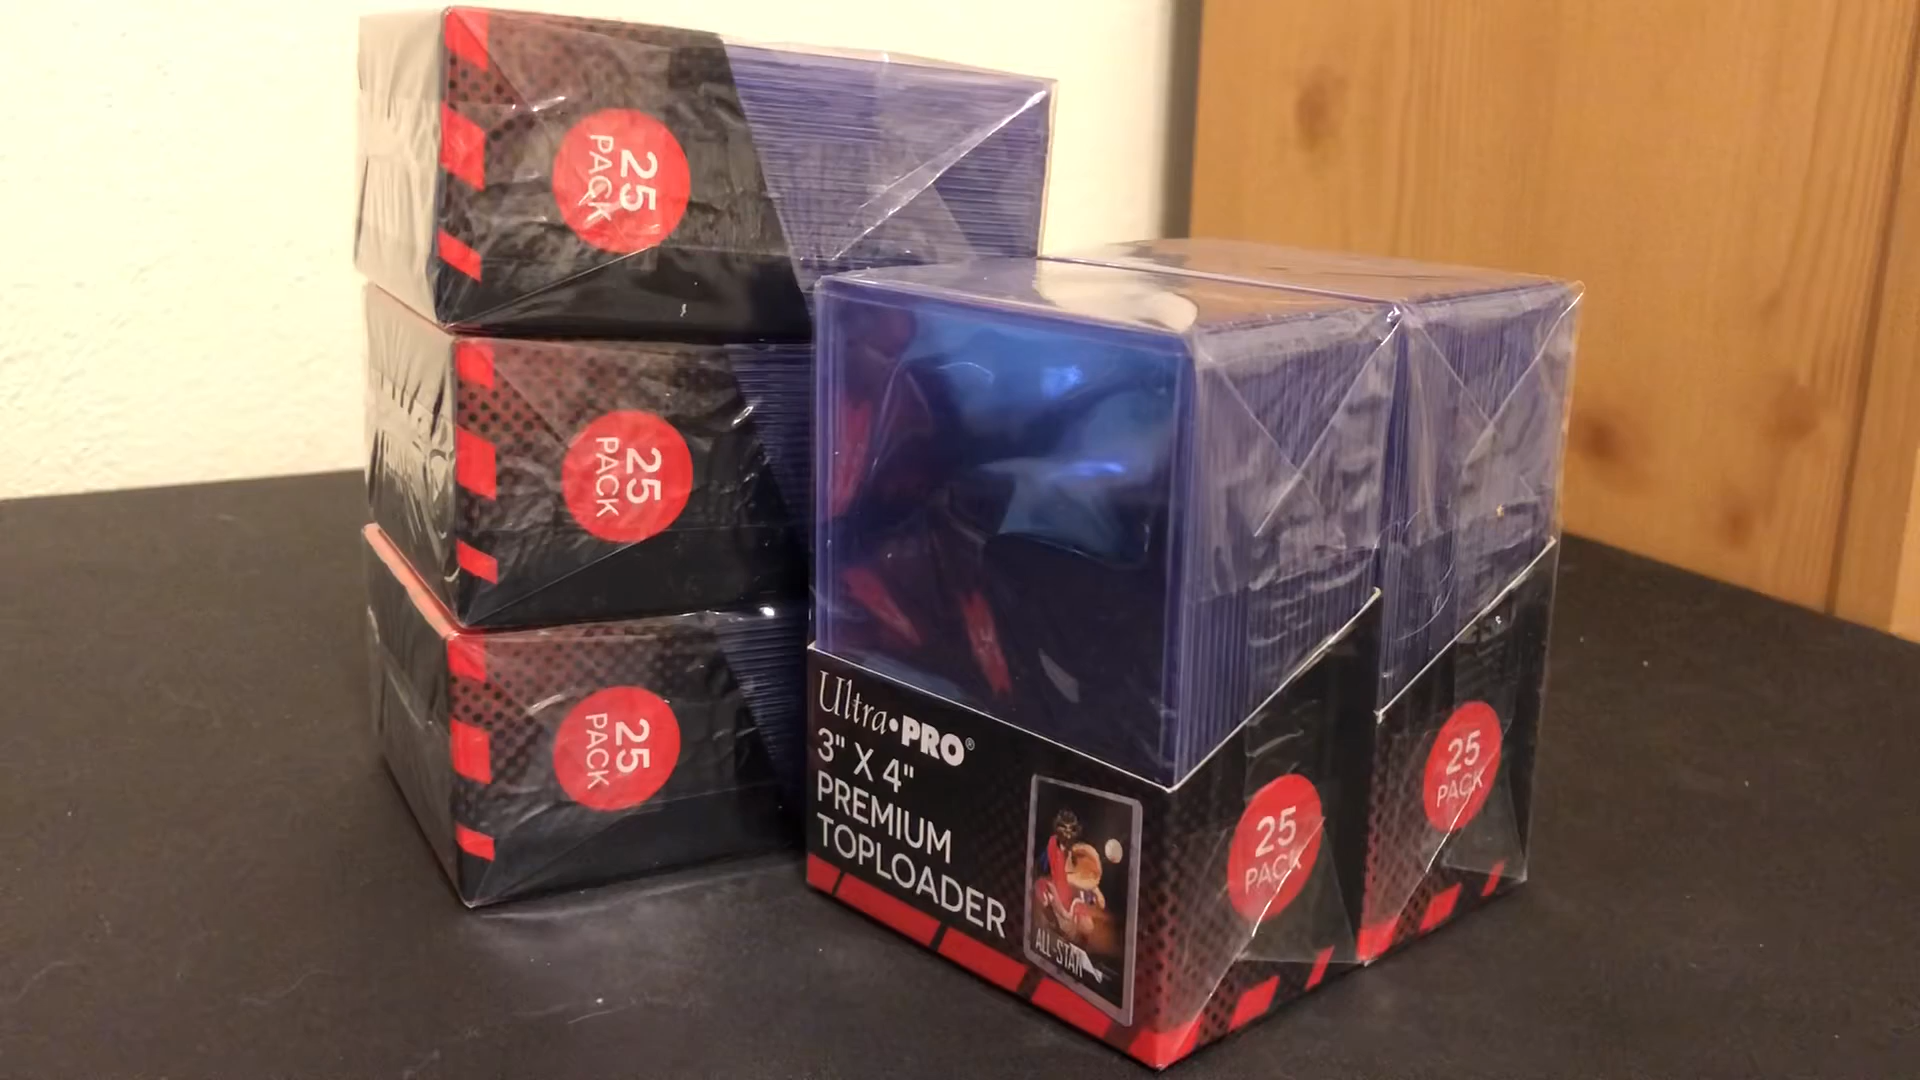 25
PACK
25
PACK
25
PACK
Ultra•PRO®
3" X 4"
PREMIUM
TOPLOADER
ALL-STAR
25
PACK
25
PACK